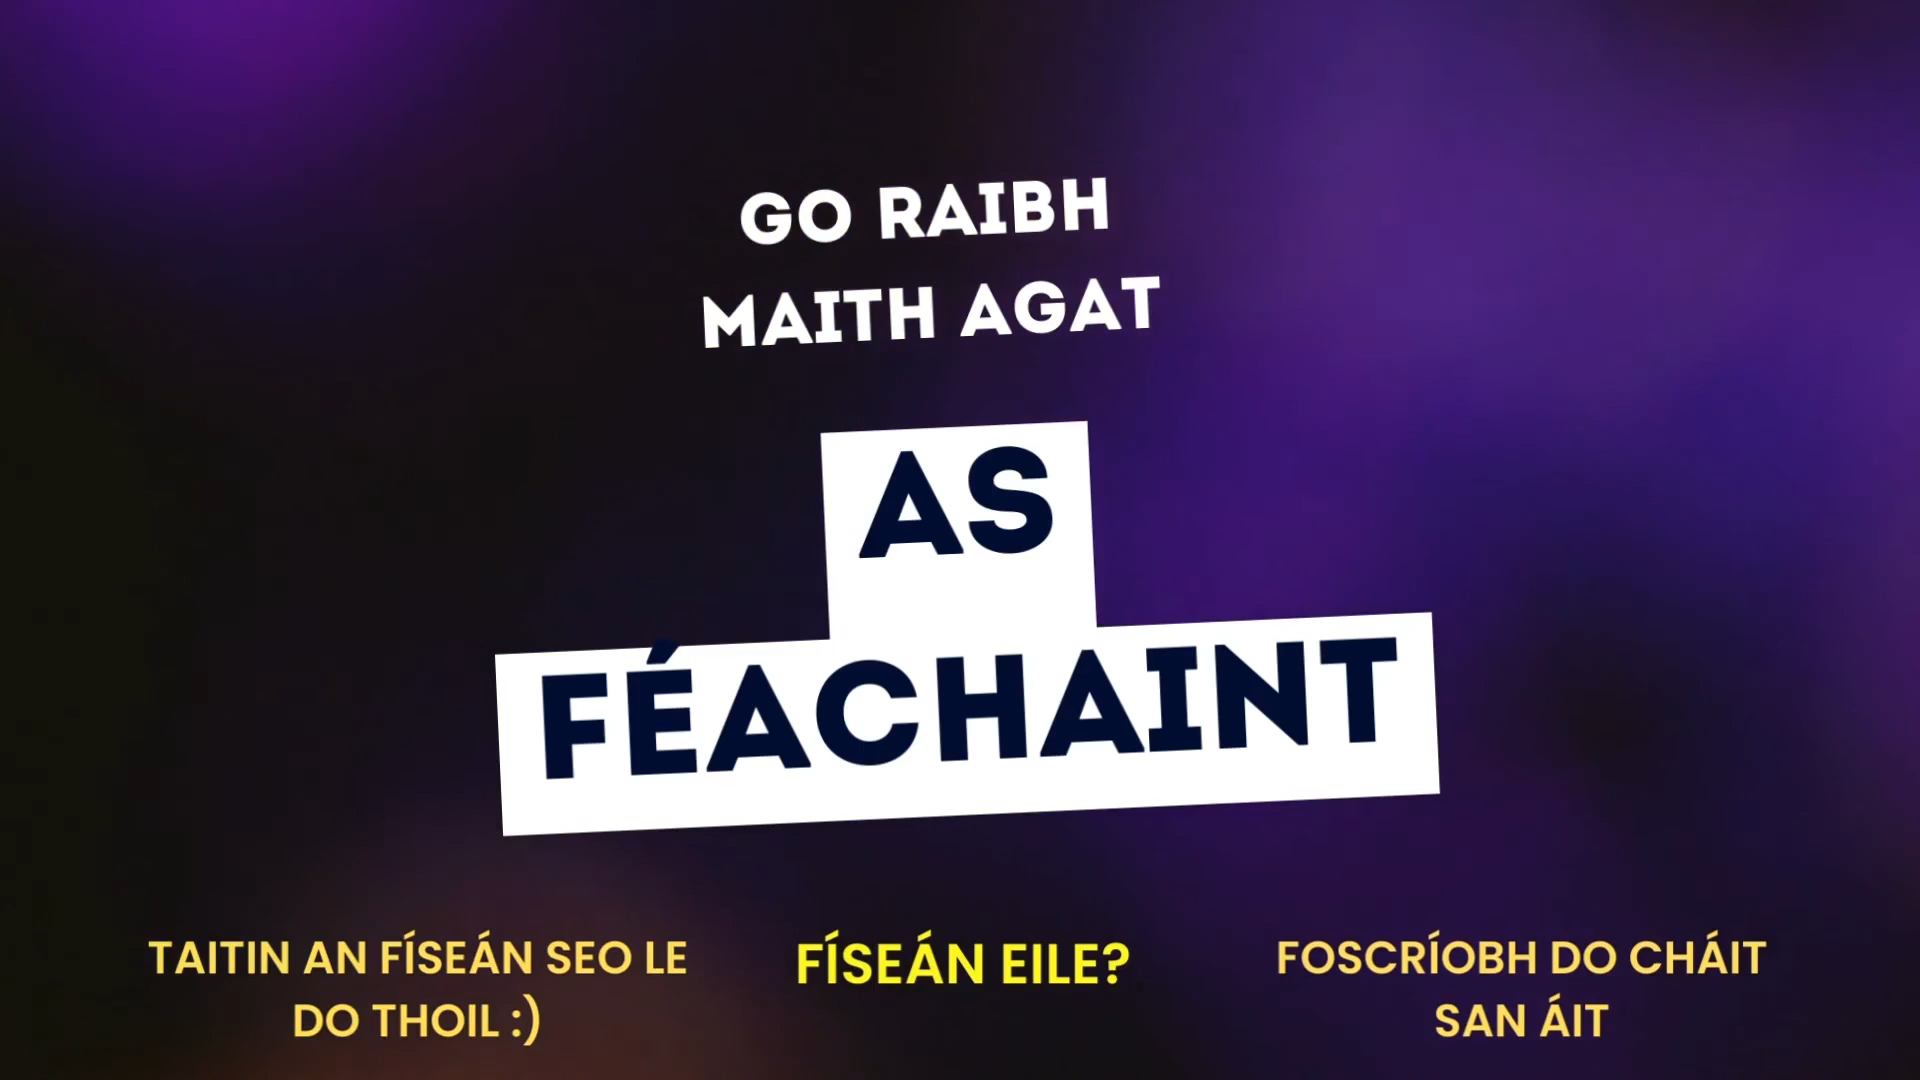 GO RAIBH
MAITH AGAT
AS
FÉACHAINT
TAITIN AN FÍSEÁN SEO LE
DO THOIL :)
FÍSEÁN EILE?
FOSCRÍOBH DO CHÁIT
SAN ÁIT